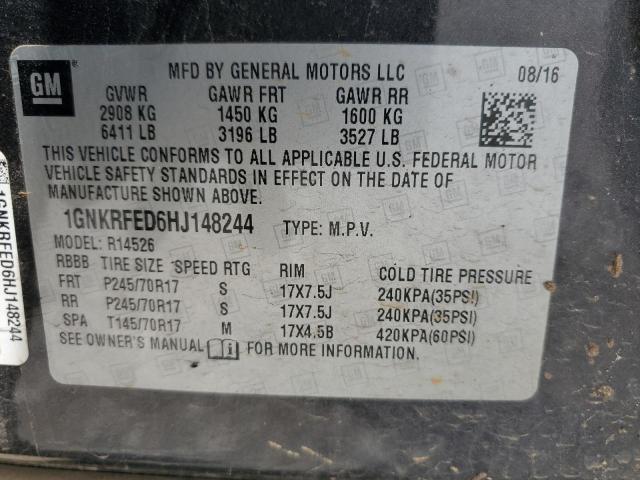 GM
MFD BY GENERAL MOTORS LLC 08/16
GVWR GAWR FRT GAWR RR
2908 KG 1450 KG 1600 KG
6411 LB 3196 LB 3527 LB
THIS VEHICLE CONFORMS TO ALL APPLICABLE U.S. FEDERAL MOTOR
VEHICLE SAFETY STANDARDS IN EFFECT ON THE DATE OF
MANUFACTURE SHOWN ABOVE.
1GNKRFED6HJ148244 TYPE: M.P.V.
MODEL: R14526
RBBB TIRE SIZE SPEED RTG RIM COLD TIRE PRESSURE
FRT P245/70R17 S 17X7.5J 240KPA(35PSI)
RR P245/70R17 S 17X7.5J 240KPA(35PSI)
SPA T145/70R17 M 17X4.5B 420KPA(60PSI)
SEE OWNER'S MANUAL FOR MORE INFORMATION.
1GNKRFED6HJ148244